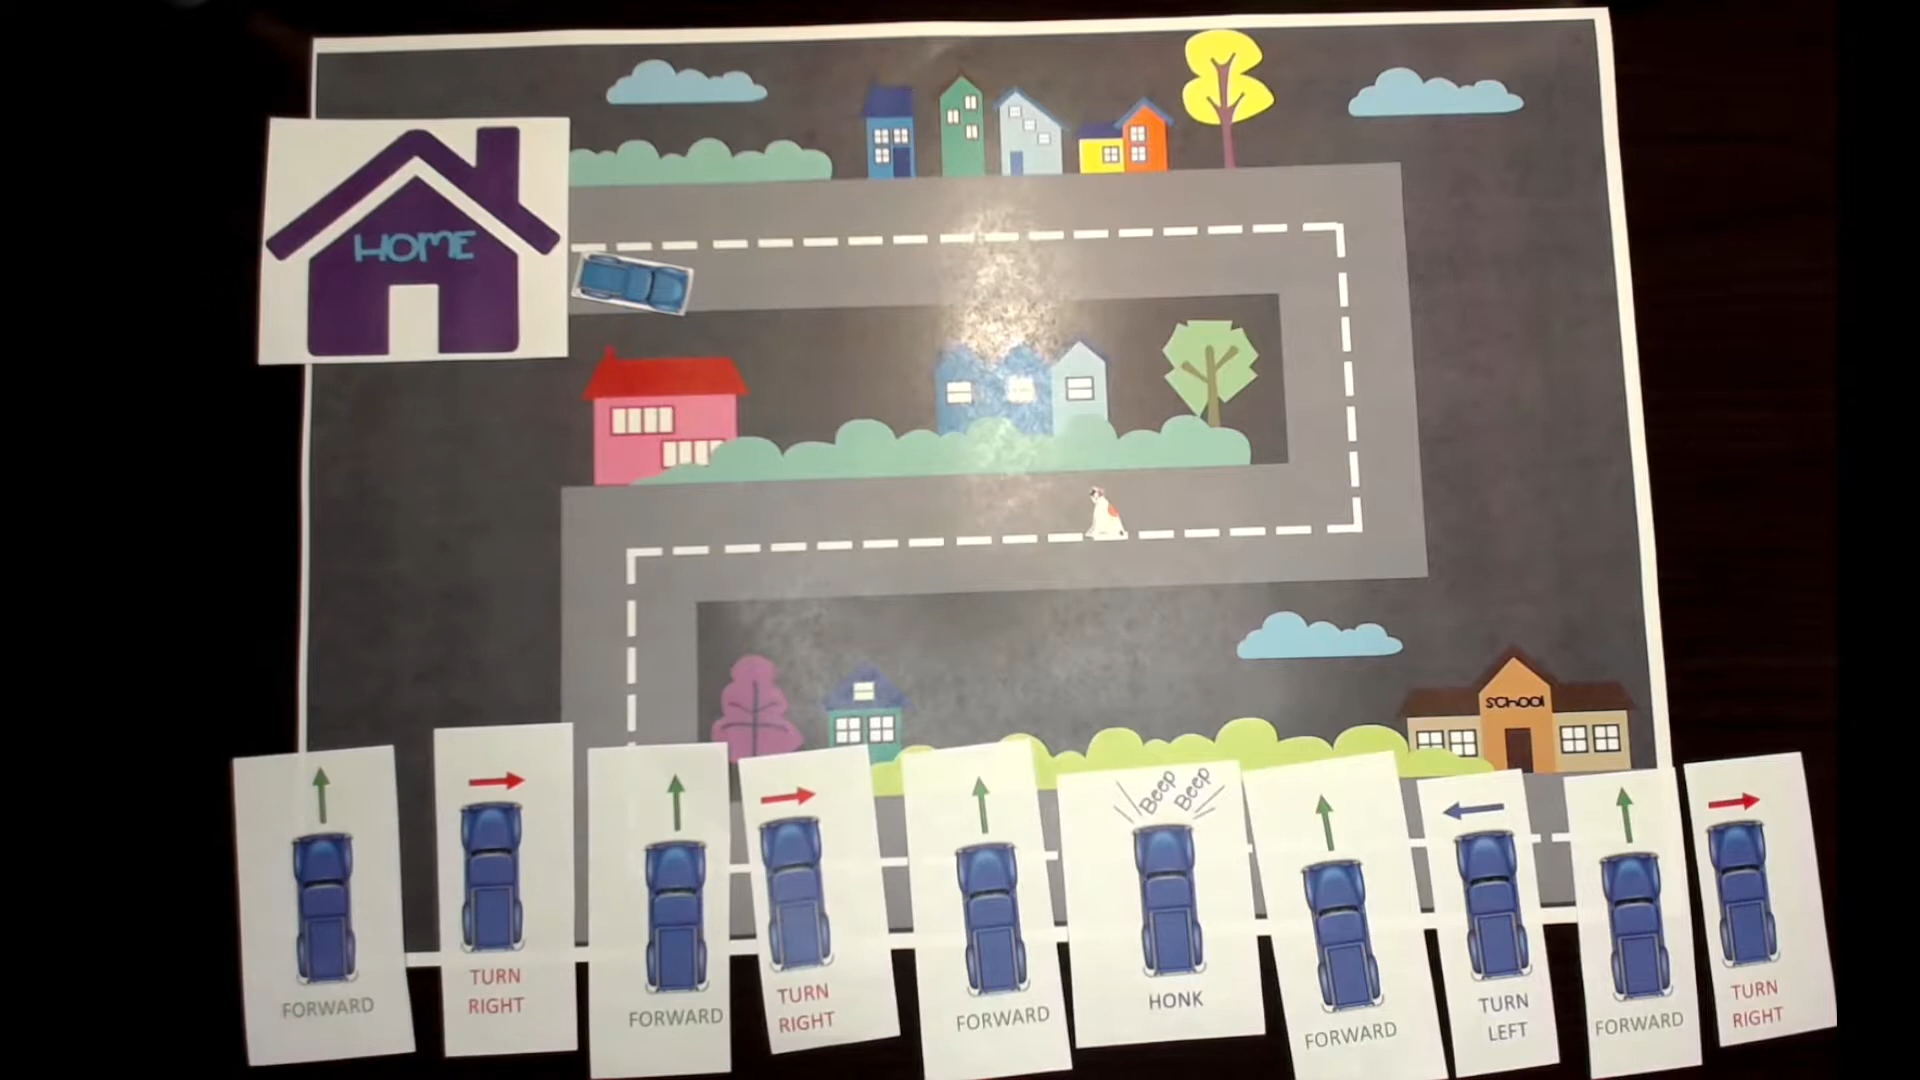 HOME
School
Beep Beep
FORWARD
TURN
RIGHT
FORWARD
TURN
RIGHT
FORWARD
HONK
FORWARD
TURN
LEFT
FORWARD
TURN
RIGHT